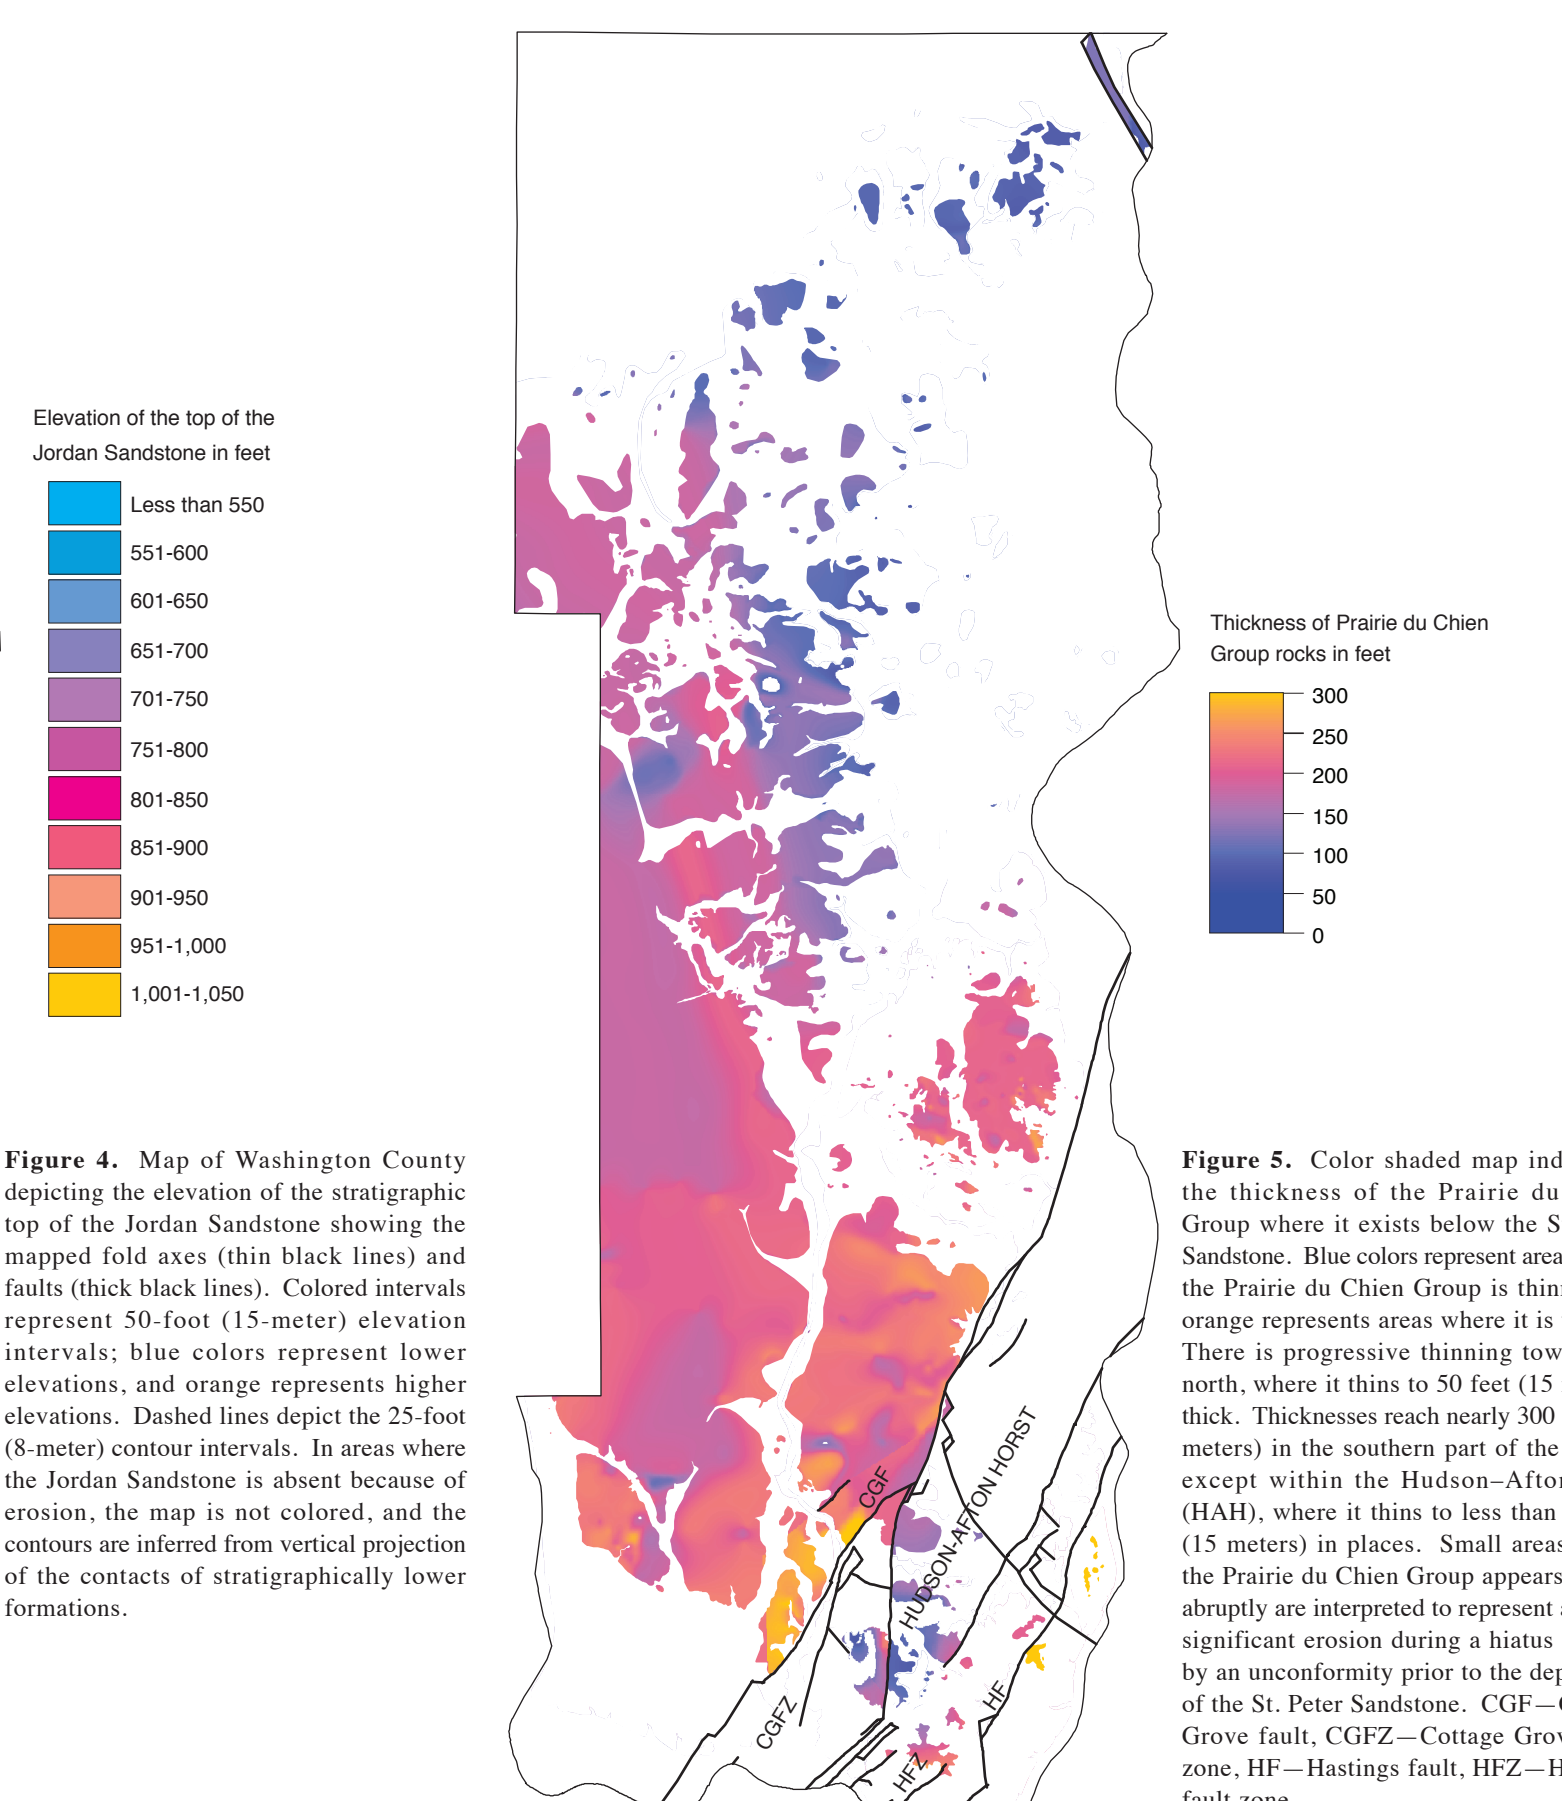 Elevation of the top of the
Jordan Sandstone in feet
Less than 550
551-600
601-650
651-700
701-750
751-800
801-850
851-900
901-950
951-1,000
1,001-1,050
Figure 4. Map of Washington County
depicting the elevation of the stratigraphic
top of the Jordan Sandstone showing the
mapped fold axes (thin black lines) and
faults (thick black lines). Colored intervals
represent 50-foot (15-meter) elevation
intervals; blue colors represent lower
elevations, and orange represents higher
elevations. Dashed lines depict the 25-foot
(8-meter) contour intervals. In areas where
the Jordan Sandstone is absent because of
erosion, the map is not colored, and the
contours are inferred from vertical projection
of the contacts of stratigraphically lower
formations.
CGF
HUDSON-AFTON HORST
CGFZ
HF
HFZ
Thickness of Prairie du Chien
Group rocks in feet
300
250
200
150
100
50
0
Figure 5. Color shaded map ind
the thickness of the Prairie du
Group where it exists below the S
Sandstone. Blue colors represent area
the Prairie du Chien Group is thin
orange represents areas where it is
There is progressive thinning tow
north, where it thins to 50 feet (15
thick. Thicknesses reach nearly 300
meters) in the southern part of the
except within the Hudson–Afto
(HAH), where it thins to less than
(15 meters) in places. Small areas
the Prairie du Chien Group appears
abruptly are interpreted to represent
significant erosion during a hiatus
by an unconformity prior to the dep
of the St. Peter Sandstone. CGF—
Grove fault, CGFZ—Cottage Grov
zone, HF—Hastings fault, HFZ—H
fault zone